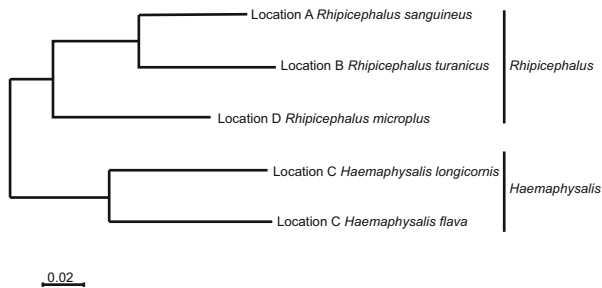 Location A Rhipicephalus sanguineus
Location B Rhipicephalus turanicus
Rhipicephalus
Location D Rhipicephalus microplus
Location C Haemaphysalis longicornis
Haemaphysalis
Location C Haemaphysalis flava
0.02